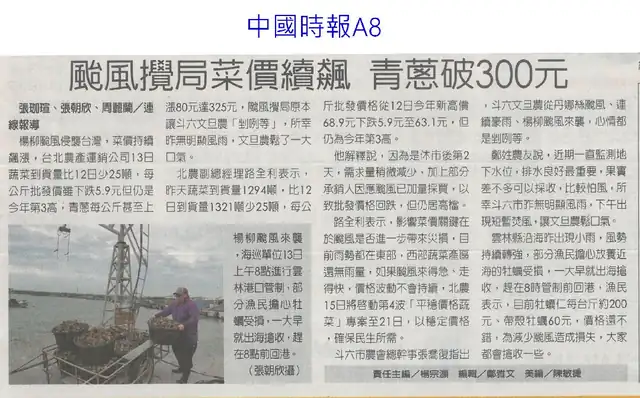 中國時報A8
颱風攪局菜價續飆 青蔥破300元
張珈瑄、張朝欣、周麗蘭／連
線報導
楊柳颱風侵襲台灣，菜價持續
飆漲，台北農產運銷公司13日
蔬菜到貨量比12日少25順，每
公斤批發價雖下跌5.9元但仍是
今年第3高；青蔥每公斤甚至上
漲80元達325元，颱風攪局原本
讓斗六文旦農「剉咧等」，所幸
昨無明顯風雨，文旦農鬆了一大
口氣。
北農副總經理路全利表示，
昨天蔬菜到貨量1294順，比12
日到貨量1321順少25順，每公
斤批發價格從12日今年新高價
68.9元下跌5.9元至63.1元，但
仍為今年第3高。
他解釋說，因為是休市後第2
天，需求量稍微減少，加上部分
承銷人因應颱風已加量採買，以
致批發價格回跌，但仍居高檔。
路全利表示，影響菜價關鍵在
於颱風是否進一步帶來災損，目
前雨勢都在東部，西部蔬菜產區
還無雨量，如果颱風來得急、走
得快，價格波動不會持續，北農
15日將啟動第4波「平搶價格蔬
菜」專案至21日，以穩定價格
，確保民生所需。
斗六市農會總幹事張喬復指出
，斗六文旦農從丹娜絲颱風、連
續豪雨、楊柳颱風來襲，心情都
是剉咧等。
鄭姓農友說，近期一直監測地
下水位，排水良好最重要，果實
差不多可以採收，比較怕風，所
幸斗六市昨無明顯風雨，下午出
現短暫焚風，讓文旦農鬆口氣。
雲林縣沿海昨出現小雨，風勢
持續轉強，部分漁民擔心放養近
海的牡蠣受損，一大早就出海搶
收，趕在8時管制前回港，漁民
表示，目前牡蠣仁每台斤約200
元、帶殼牡蠣60元，價格還不
錯，為減少颱風造成損失，大家
都會搶收一些。
楊柳颱風來襲
，海巡單位13日
上午8點進行雲
林港口管制，部
分漁民擔心牡
蠣受損，一大早
就出海搶收，趕
在8點前回港。
（張朝欣攝）
責任主編／楊宗灝 編輯／鄭雅文 美編／陳敏捷